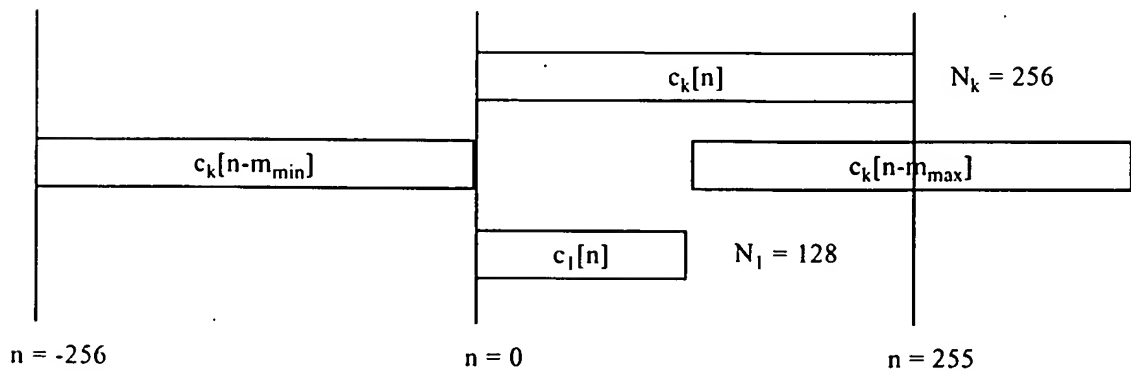 c_k[n]
N_k = 256
c_k[n-m_min]
c_k[n-m_max]
c_l[n]
N_l = 128
n = -256
n = 0
n = 255